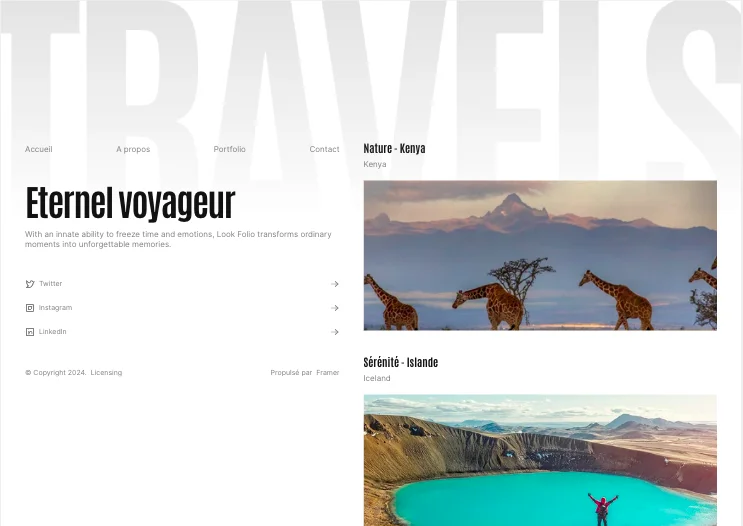 TRAVELS
Accueil A propos Portfolio Contact
Eternel voyageur
With an innate ability to freeze time and emotions, Look Folio transforms ordinary
moments into unforgettable memories.
Twitter
Instagram
LinkedIn
© Copyright 2024. Licensing Propulsé par Framer
Nature - Kenya
Kenya
Sérénité - Islande
Iceland